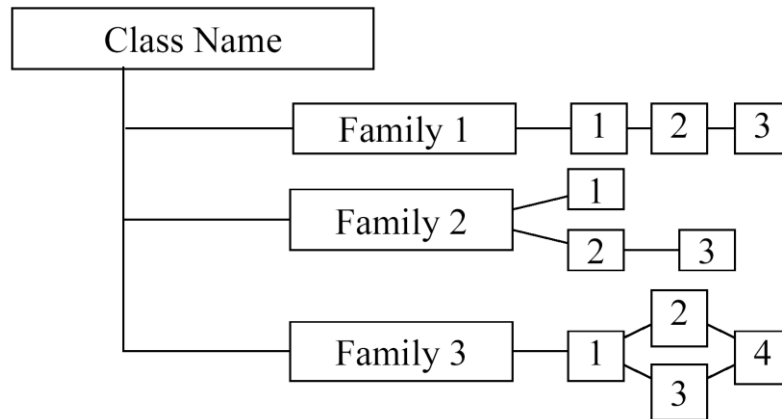 Class Name
Family 1 1 2 3
Family 2 1
2 3
Family 3 1 2 4
3